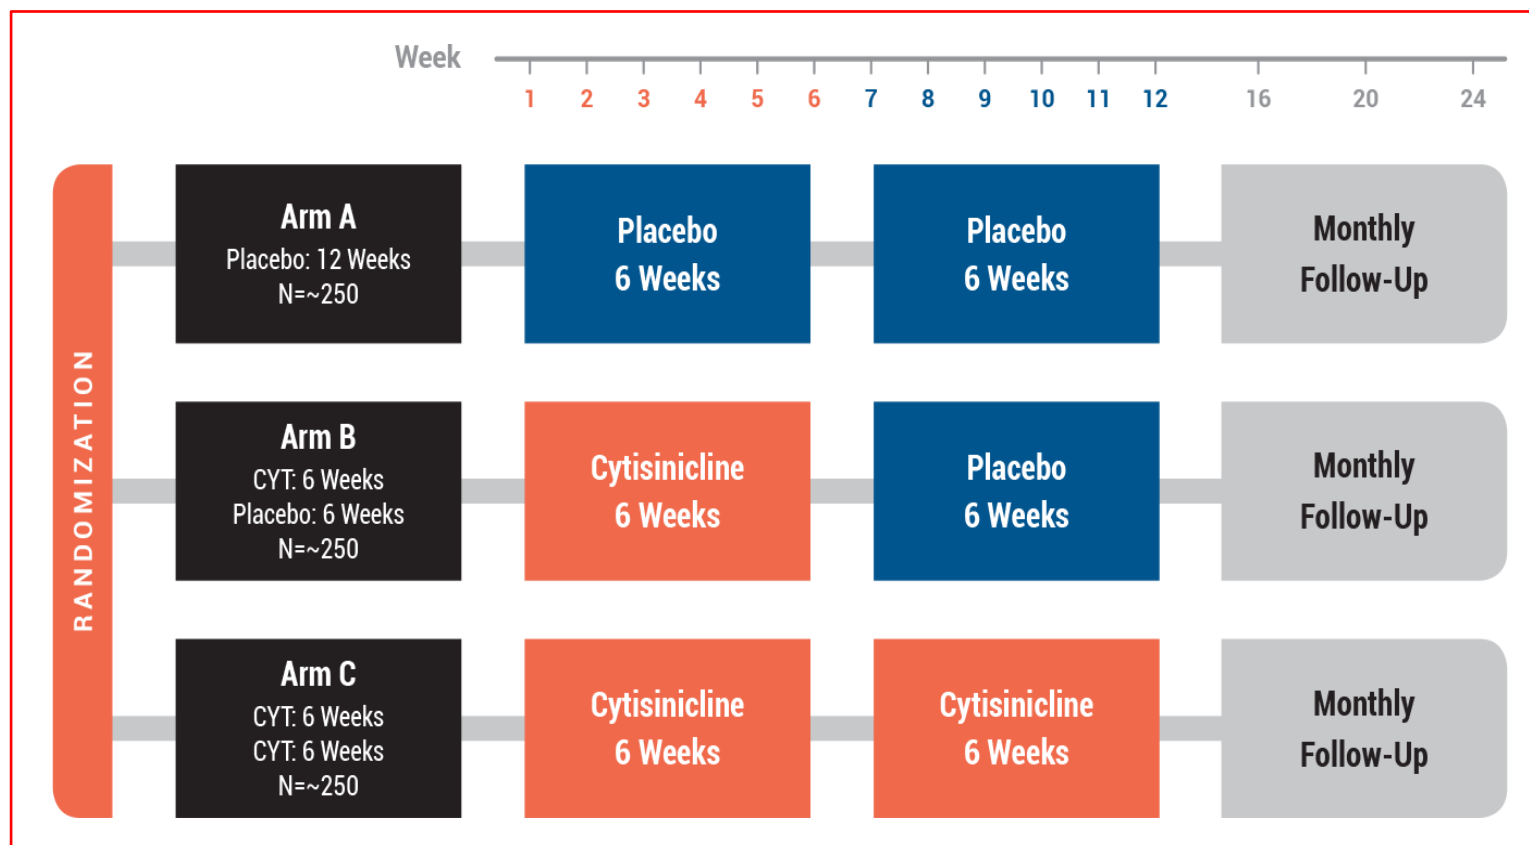 Week
1 2 3 4 5 6 7 8 9 10 11 12 16 20 24
RANDOMIZATION
Arm A
Placebo: 12 Weeks
N=~250
Placebo
6 Weeks
Placebo
6 Weeks
Monthly
Follow-Up
Arm B
CYT: 6 Weeks
Placebo: 6 Weeks
N=~250
Cytisinicline
6 Weeks
Placebo
6 Weeks
Monthly
Follow-Up
Arm C
CYT: 6 Weeks
CYT: 6 Weeks
N=~250
Cytisinicline
6 Weeks
Cytisinicline
6 Weeks
Monthly
Follow-Up